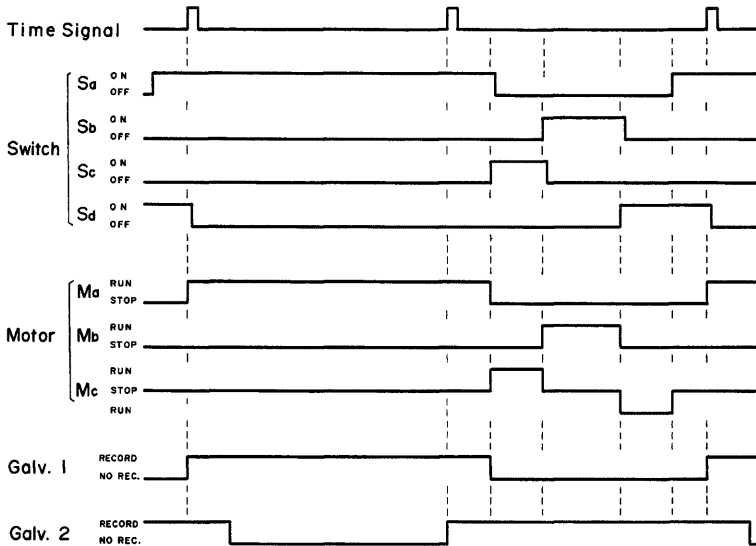 Time Signal
Switch
Sa ON
OFF
Sb ON
OFF
Sc ON
OFF
Sd ON
OFF
Motor
Ma RUN
STOP
Mb RUN
STOP
Mc RUN
STOP
RUN
Galv. 1 RECORD
NO REC.
Galv. 2 RECORD
NO REC.